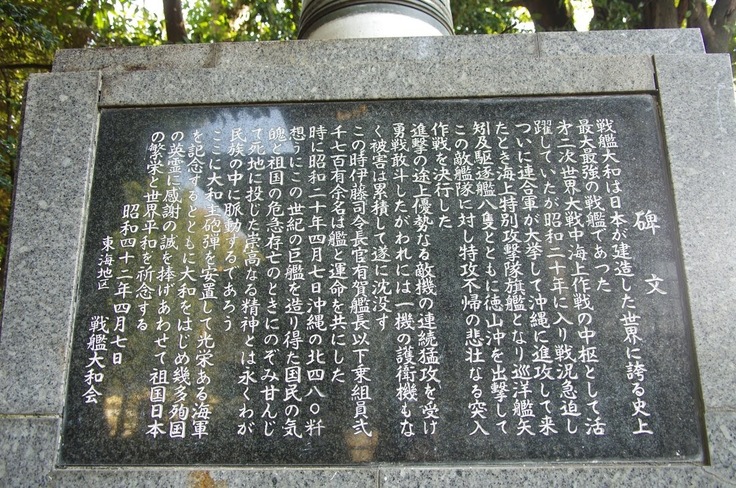 碑文
戦艦大和は日本が建造した世界に誇る史上
最大最強の戦艦であった
才二次世界大戦中海上作戦の中枢として活
躍していたが昭和二十年に入り戦況急迫し
ついに連合軍が大挙して沖縄に進攻して来
たとき海上特別攻撃隊旗艦となり巡洋艦矢
矧及駆逐艦八隻とともに徳山沖を出撃して
この敵艦隊に対し特攻不帰の悲壮なる突入
作戦を決行した
進撃の途上優勢なる敵機の連続猛攻を受け
勇戦敢斗したがわれには一機の護衛機もな
く被害は累積して遂に沈没す
この時伊藤司令長官有賀艦長以下乗組員弐
千七百有余名は艦と運命を共にした
時に昭和二十年四月七日沖縄の北四八〇粁
想うにこの世紀の巨艦を造り得た国民の気
魄と祖国の危急存亡のときにのぞみ甘んじ
て死地に投じた崇高なる精神とは永くわが
民族の中に脈動するであろう
ここに大和主砲弾を安置して光栄ある海軍
を記念するとともに大和をはじめ幾多殉国
の英霊に感謝の誠を捧げあわせて祖国日本
の繁栄と世界平和を祈念する
昭和四十二年四月七日
東海地区 戦艦大和会